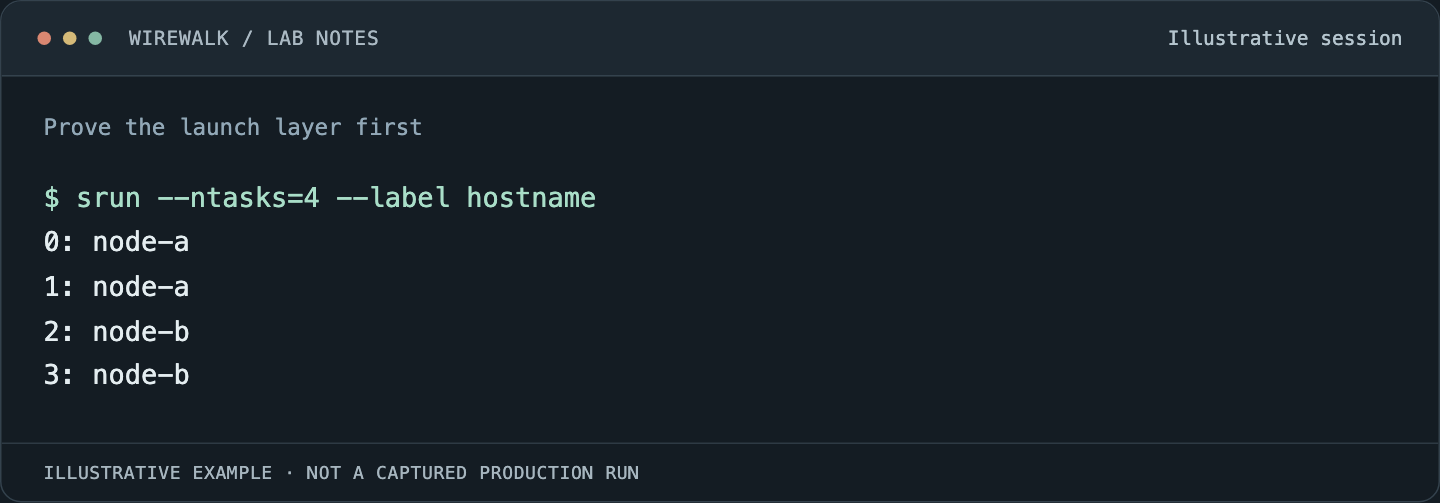 WIREWALK / LAB NOTES
Illustrative session
Prove the launch layer first
$ srun --ntasks=4 --label hostname
0: node-a
1: node-a
2: node-b
3: node-b
ILLUSTRATIVE EXAMPLE · NOT A CAPTURED PRODUCTION RUN